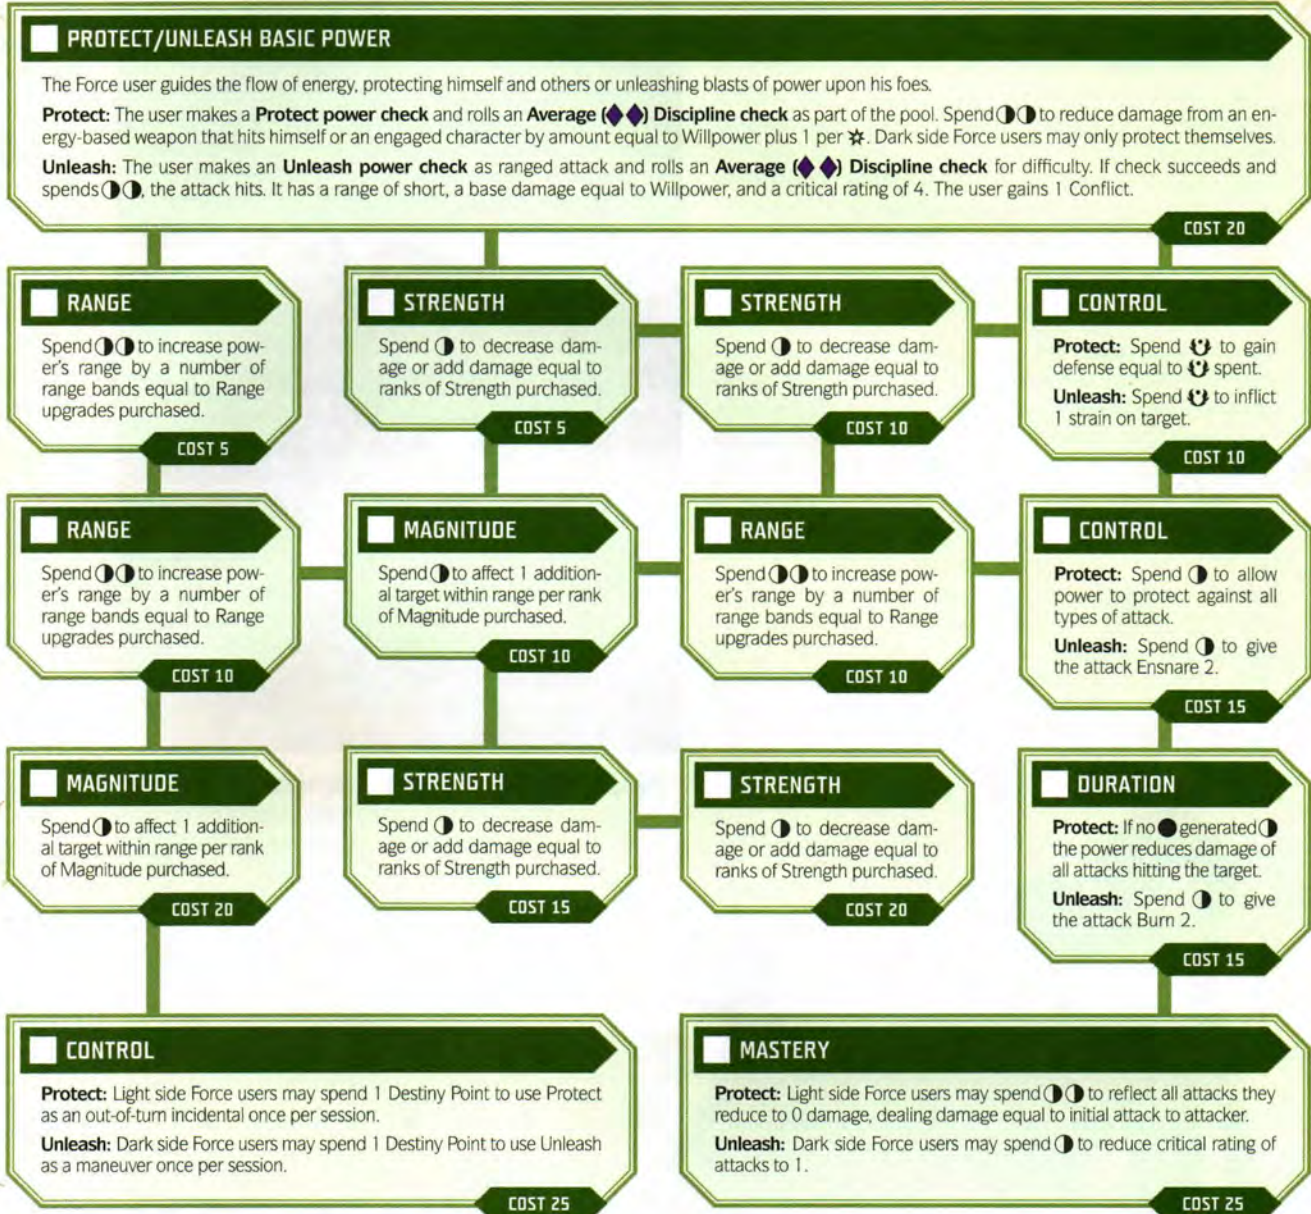 PROTECT/UNLEASH BASIC POWER
The Force user guides the flow of energy, protecting himself and others or unleashing blasts of power upon his foes.
Protect: The user makes a Protect power check and rolls an Average (◆◆) Discipline check as part of the pool. Spend ◑◑ to reduce damage from an en-
ergy-based weapon that hits himself or an engaged character by amount equal to Willpower plus 1 per ✲. Dark side Force users may only protect themselves.
Unleash: The user makes an Unleash power check as ranged attack and rolls an Average (◆◆) Discipline check for difficulty. If check succeeds and
spends ◑◑, the attack hits. It has a range of short, a base damage equal to Willpower, and a critical rating of 4. The user gains 1 Conflict.
COST 20
RANGE
Spend ◑◑ to increase pow-
er's range by a number of
range bands equal to Range
upgrades purchased.
COST 5
STRENGTH
Spend ◑ to decrease dam-
age or add damage equal to
ranks of Strength purchased.
COST 5
STRENGTH
Spend ◑ to decrease dam-
age or add damage equal to
ranks of Strength purchased.
COST 10
CONTROL
Protect: Spend to gain
defense equal to spent.
Unleash: Spend to inflict
1 strain on target.
COST 10
RANGE
Spend ◑◑ to increase pow-
er's range by a number of
range bands equal to Range
upgrades purchased.
COST 10
MAGNITUDE
Spend ◑ to affect 1 addition-
al target within range per rank
of Magnitude purchased.
COST 10
RANGE
Spend ◑◑ to increase pow-
er's range by a number of
range bands equal to Range
upgrades purchased.
COST 10
CONTROL
Protect: Spend ◑ to allow
power to protect against all
types of attack.
Unleash: Spend ◑ to give
the attack Ensnare 2.
COST 15
MAGNITUDE
Spend ◑ to affect 1 addition-
al target within range per rank
of Magnitude purchased.
COST 20
STRENGTH
Spend ◑ to decrease dam-
age or add damage equal to
ranks of Strength purchased.
COST 15
STRENGTH
Spend ◑ to decrease dam-
age or add damage equal to
ranks of Strength purchased.
COST 20
DURATION
Protect: If no ● generated ◑
the power reduces damage of
all attacks hitting the target.
Unleash: Spend ◑ to give
the attack Burn 2.
COST 15
CONTROL
Protect: Light side Force users may spend 1 Destiny Point to use Protect
as an out-of-turn incidental once per session.
Unleash: Dark side Force users may spend 1 Destiny Point to use Unleash
as a maneuver once per session.
COST 25
MASTERY
Protect: Light side Force users may spend ◑◑ to reflect all attacks they
reduce to 0 damage, dealing damage equal to initial attack to attacker.
Unleash: Dark side Force users may spend ◑ to reduce critical rating of
attacks to 1.
COST 25